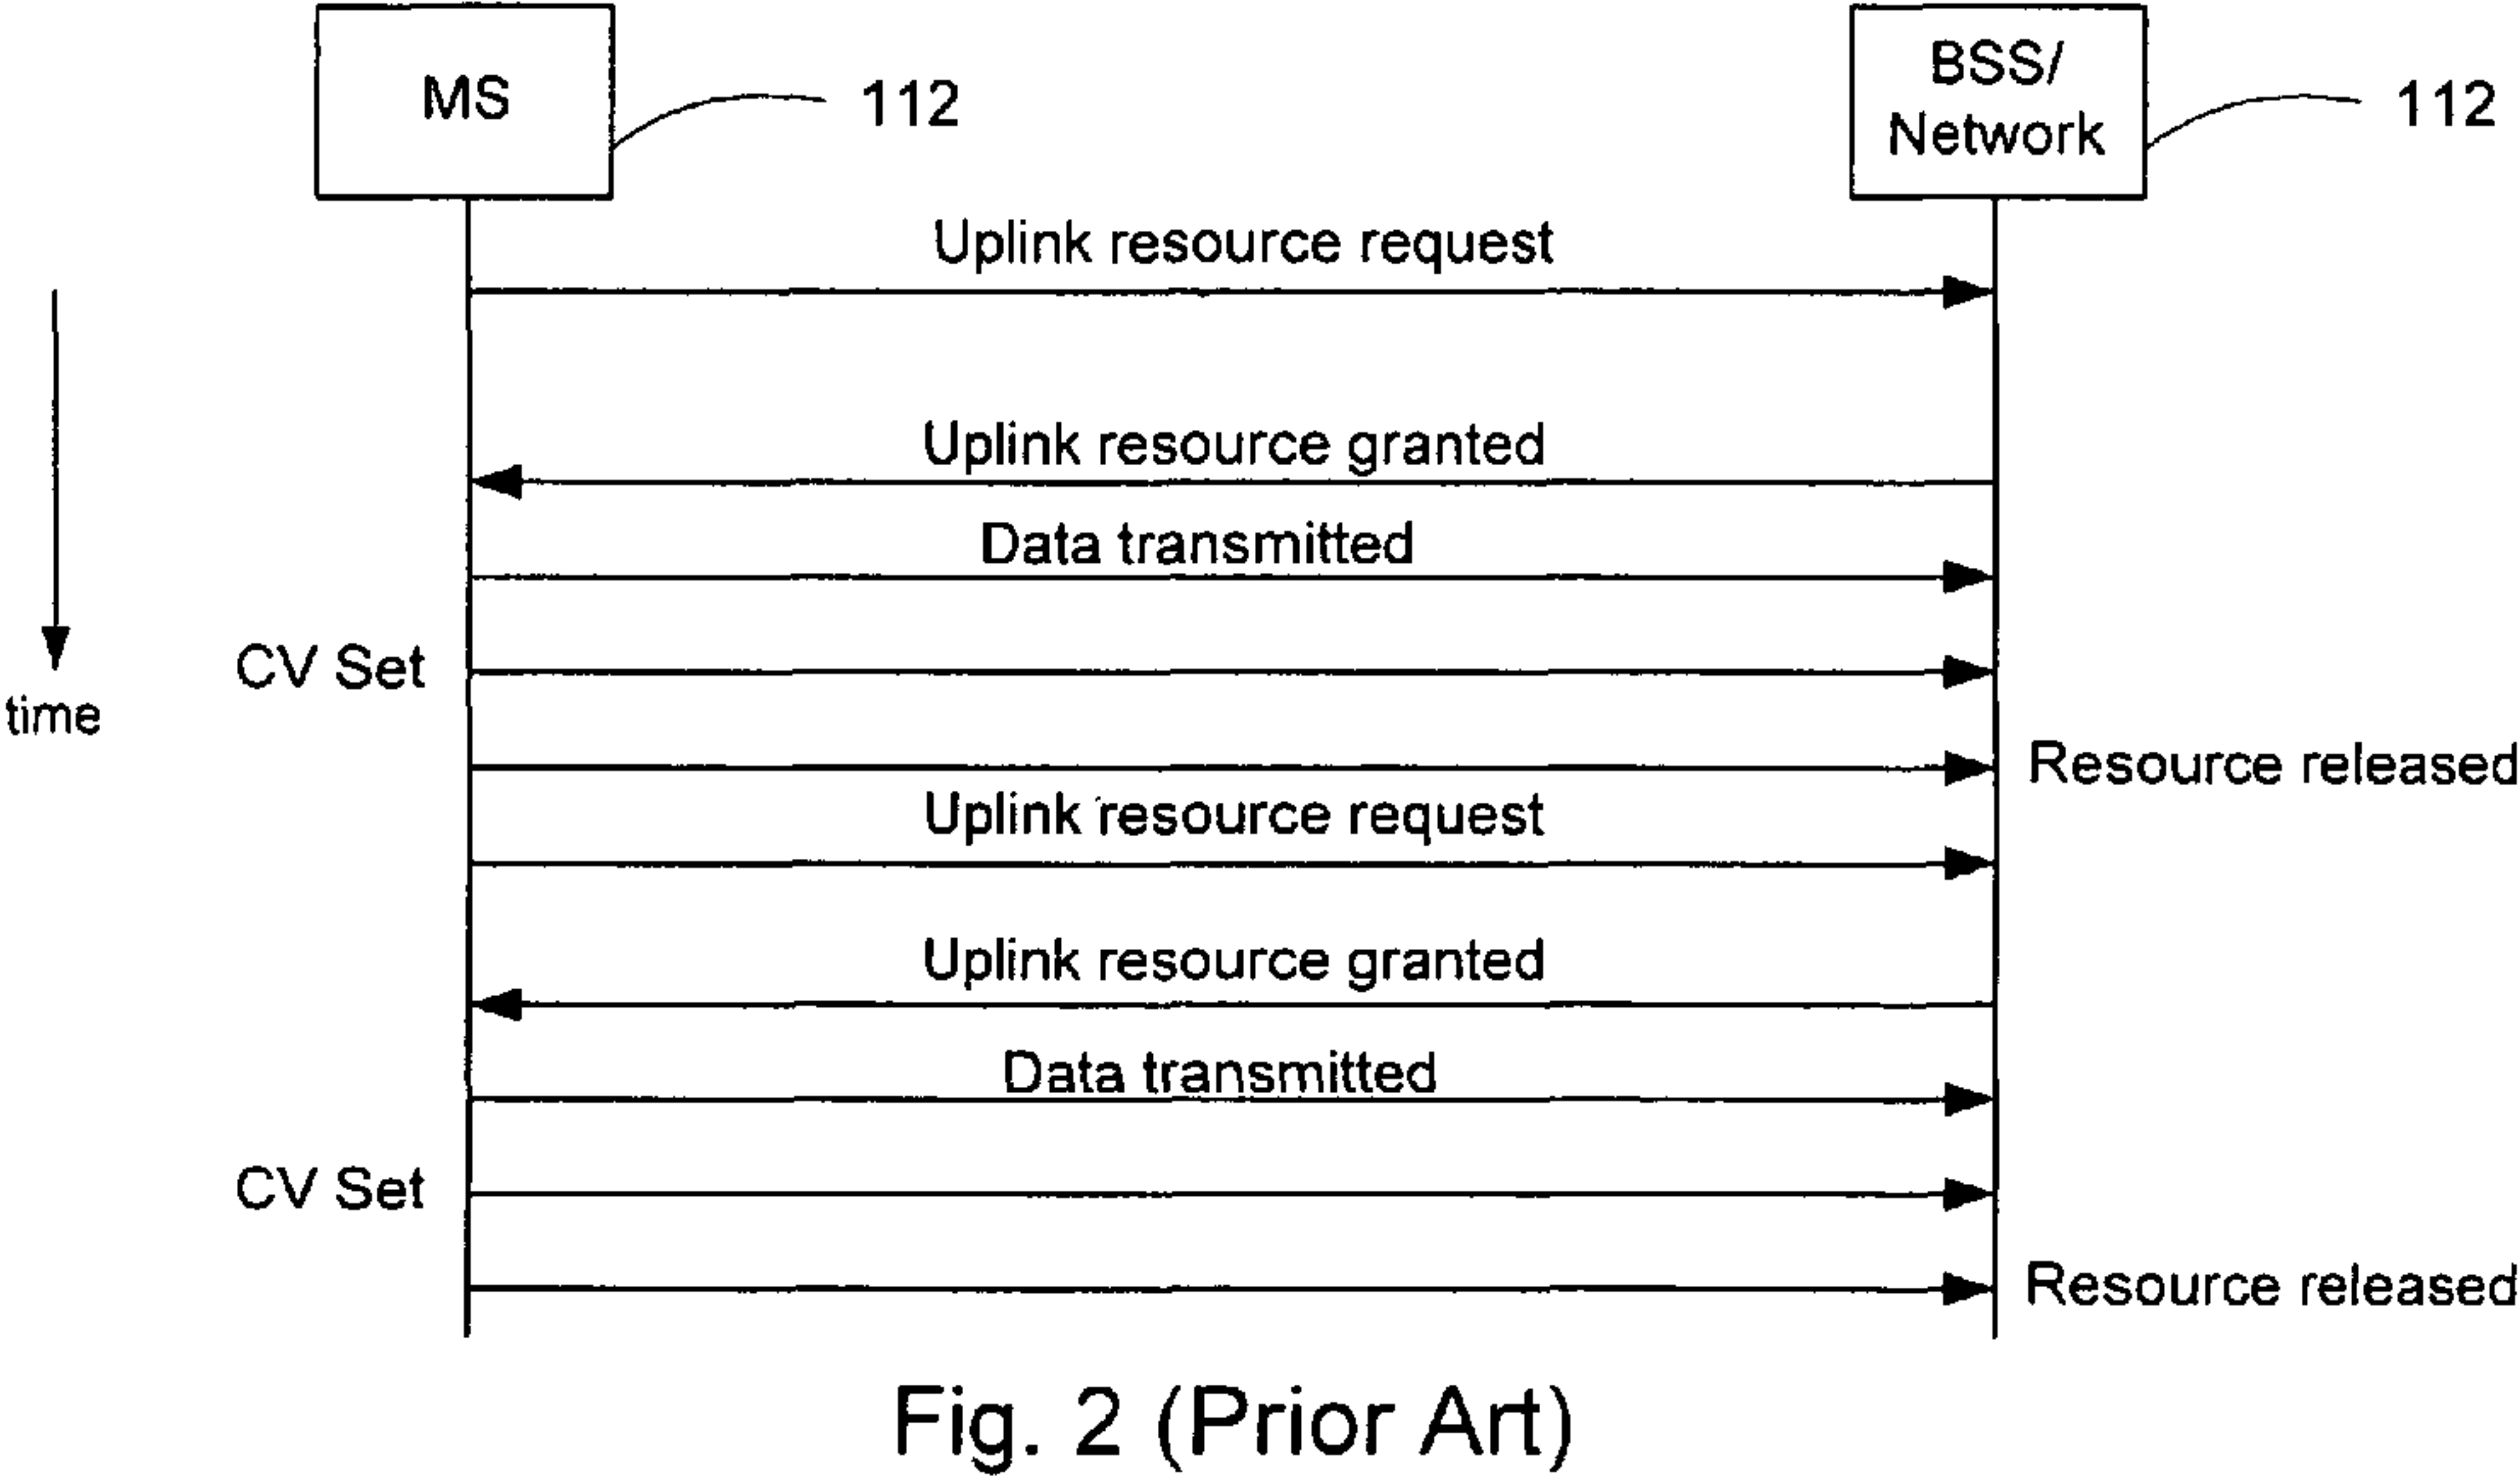 MS
112
BSS/
Network
112
Uplink resource request
Uplink resource granted
Data transmitted
CV Set
time
Resource released
Uplink resource request
Uplink resource granted
Data transmitted
CV Set
Resource released
Fig. 2 (Prior Art)